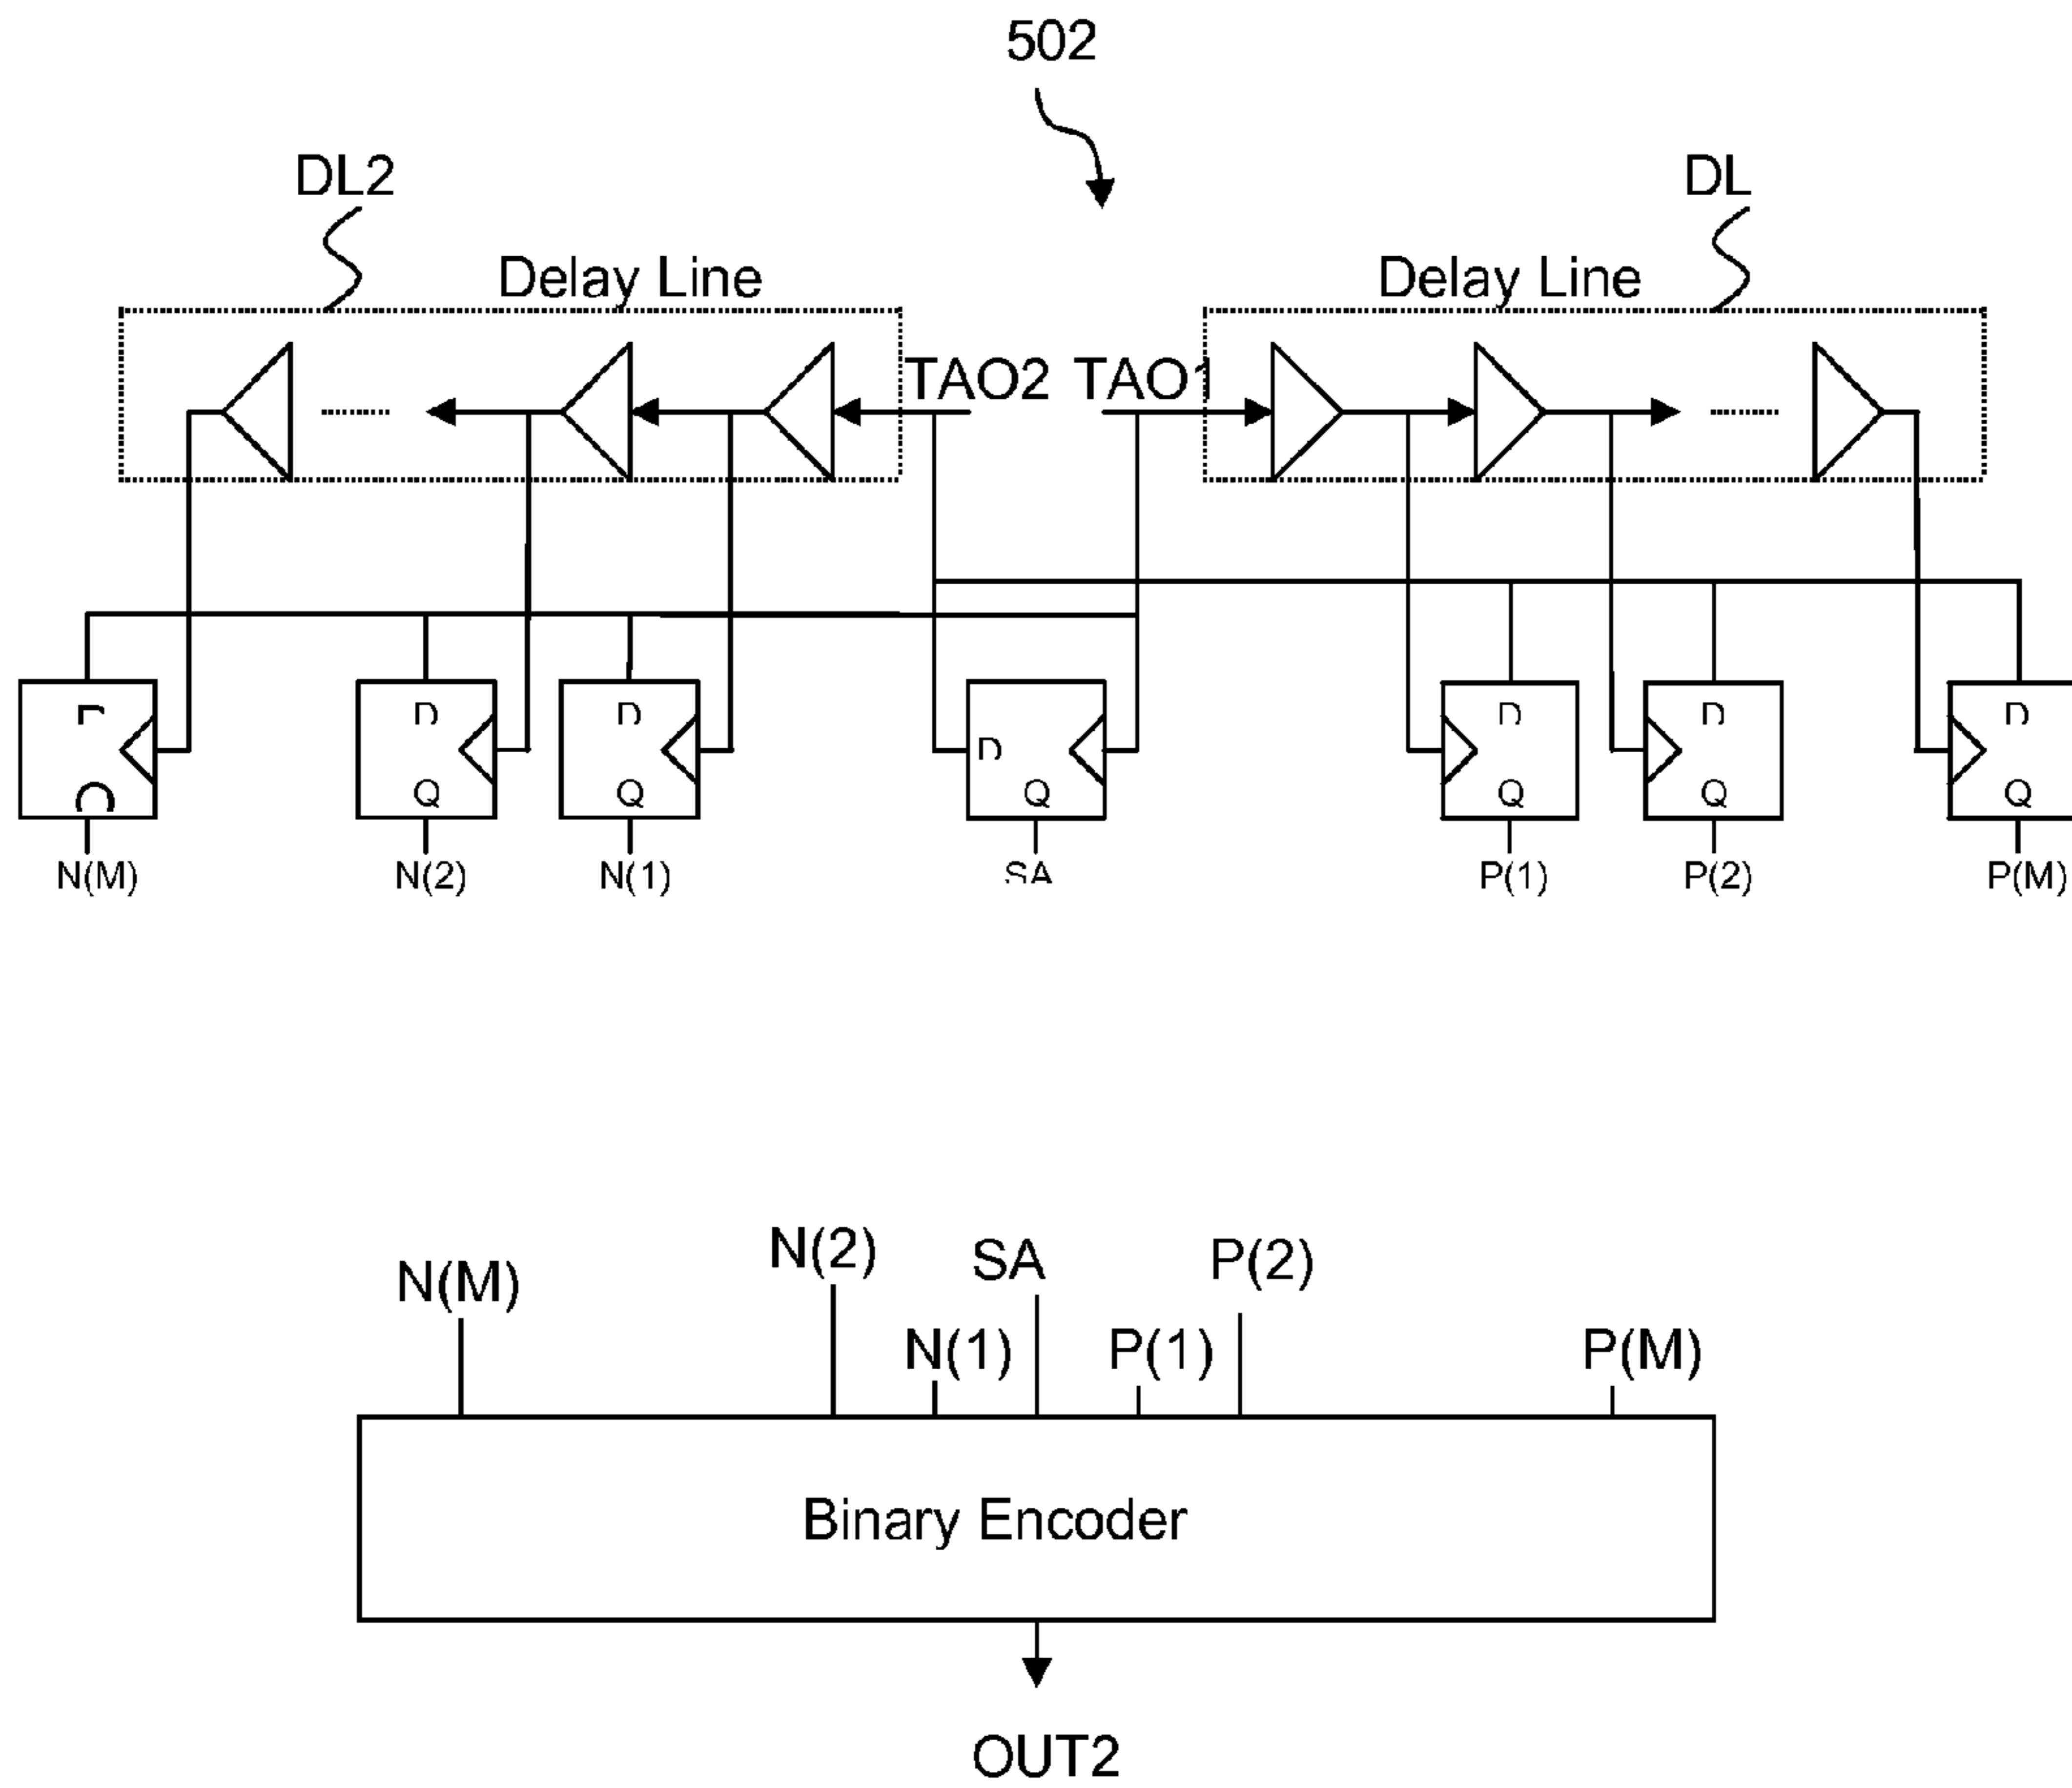 502
DL2
DL
Delay Line
Delay Line
TAO2
TAO1
D
Q
D
Q
D
Q
D
Q
D
Q
D
Q
N(M)
N(2)
N(1)
SA
P(1)
P(2)
P(M)
N(M)
N(2)
N(1)
SA
P(1)
P(2)
P(M)
Binary Encoder
OUT2